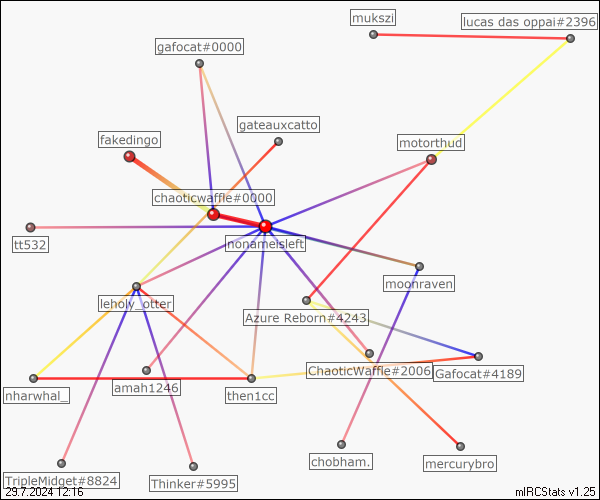 mukszi
lucas das oppai#2396
gafocat#0000
gateauxcatto
fakedingo
motorthud
chaoticwaffle#0000
tt532
nonameisleft
moonraven
leholy_otter
Azure Reborn#4243
ChaoticWaffle#2006
Gafocat#4189
nharwhal_
amah1246
then1cc
chobham.
mercurybro
TripleMidget#8824
Thinker#5995
29.7.2024 12:16
mIRCStats v1.25